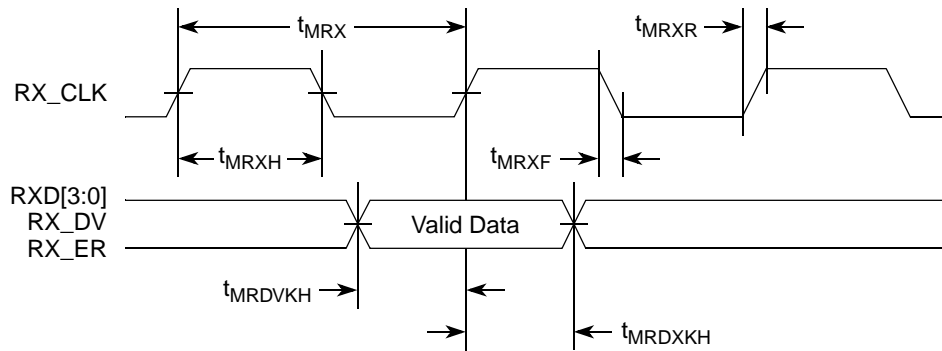 tMRX
tMRXR
RX_CLK
tMRXH
tMRXF
RXD[3:0]
RX_DV
Valid Data
RX_ER
tMRDVKH
tMRDXKH